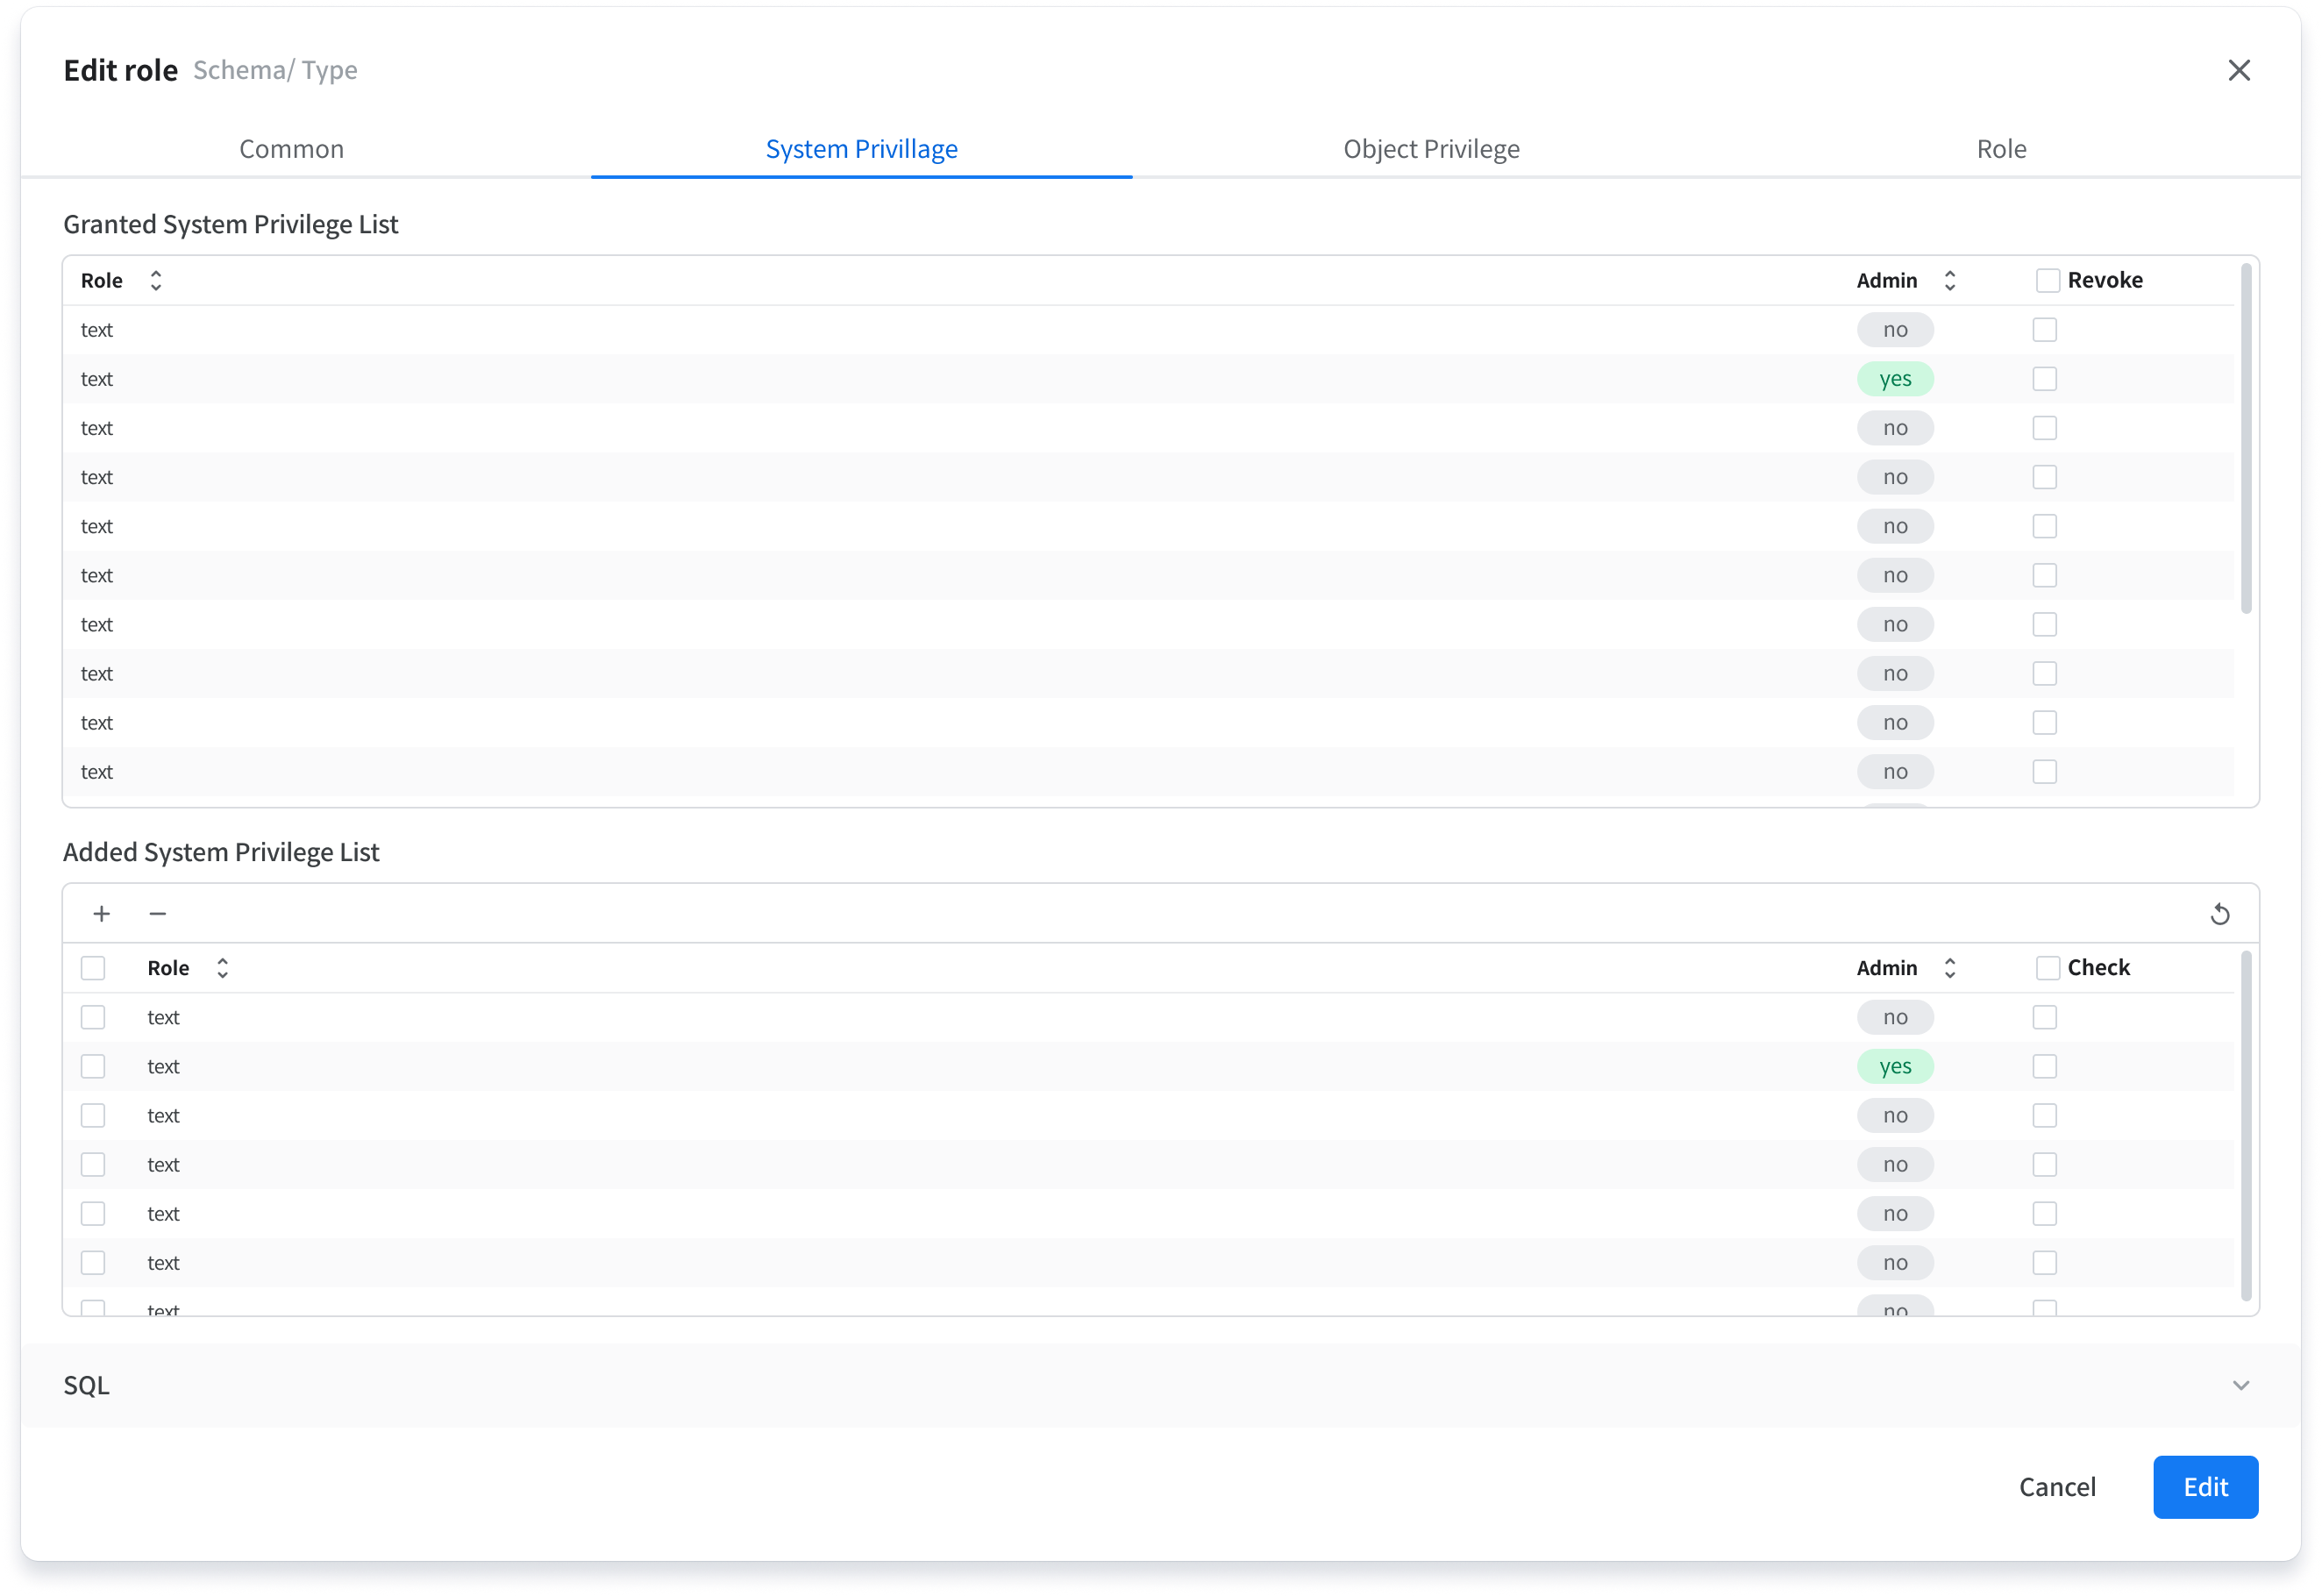 Edit role Schema/ Type
Common System Privillage Object Privilege Role
Granted System Privilege List
Role Admin Revoke
text no
text yes
text no
text no
text no
text no
text no
text no
text no
text no
Added System Privilege List
Role Admin Check
text no
text yes
text no
text no
text no
text no
text no
SQL
Cancel Edit